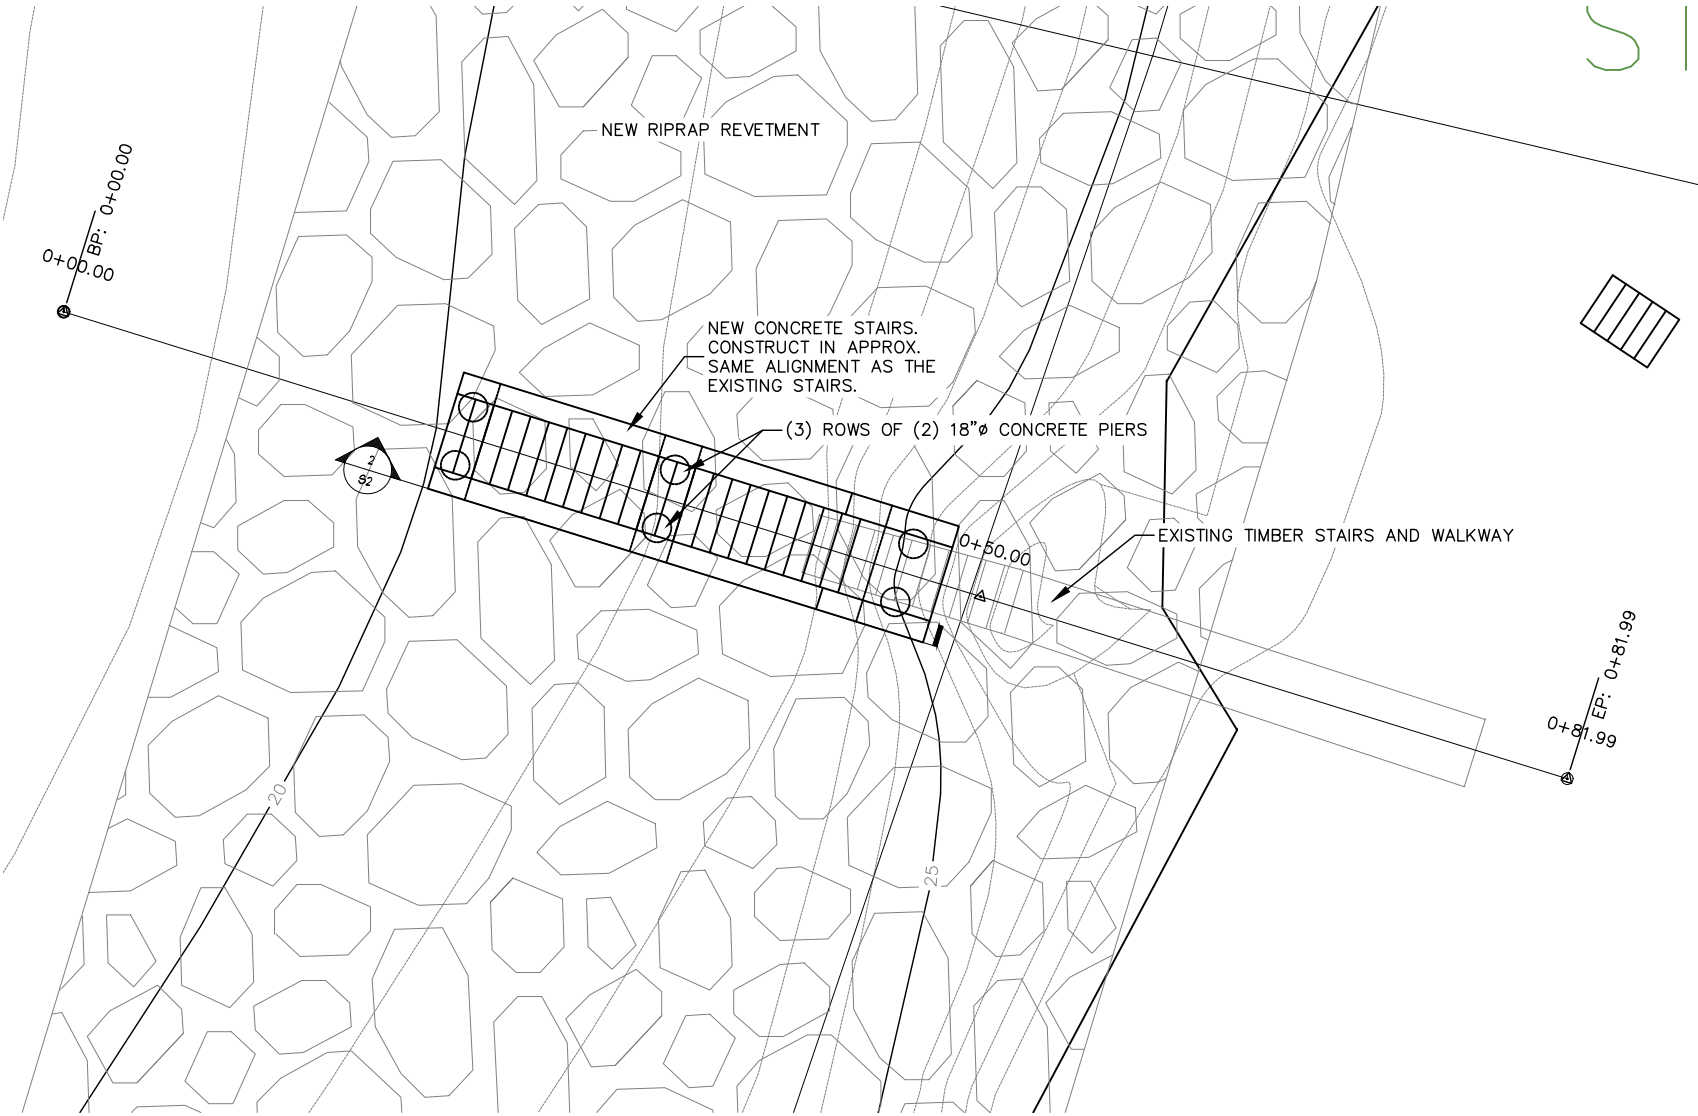 SI
NEW RIPRAP REVETMENT
BP: 0+00.00
0+00.00
NEW CONCRETE STAIRS.
CONSTRUCT IN APPROX.
SAME ALIGNMENT AS THE
EXISTING STAIRS.
(3) ROWS OF (2) 18"ø CONCRETE PIERS
2
S2
0+50.00
EXISTING TIMBER STAIRS AND WALKWAY
EP: 0+81.99
0+81.99
20
25